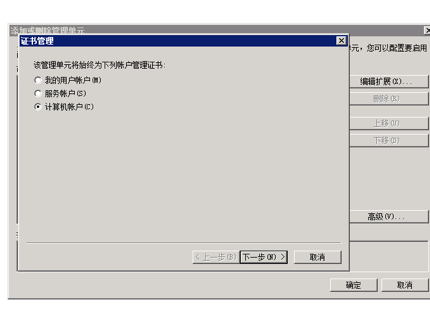 添加或删除管理单元
证书管理
元，您可以配置要启用
该管理单元将始终为下列帐户管理证书:
我的用户帐户(M)
服务帐户(S)
计算机帐户(C)
编辑扩展(X)...
删除(R)
上移(U)
下移(D)
高级(V)...
<上一步(B)
下一步(N) >
取消
确定
取消